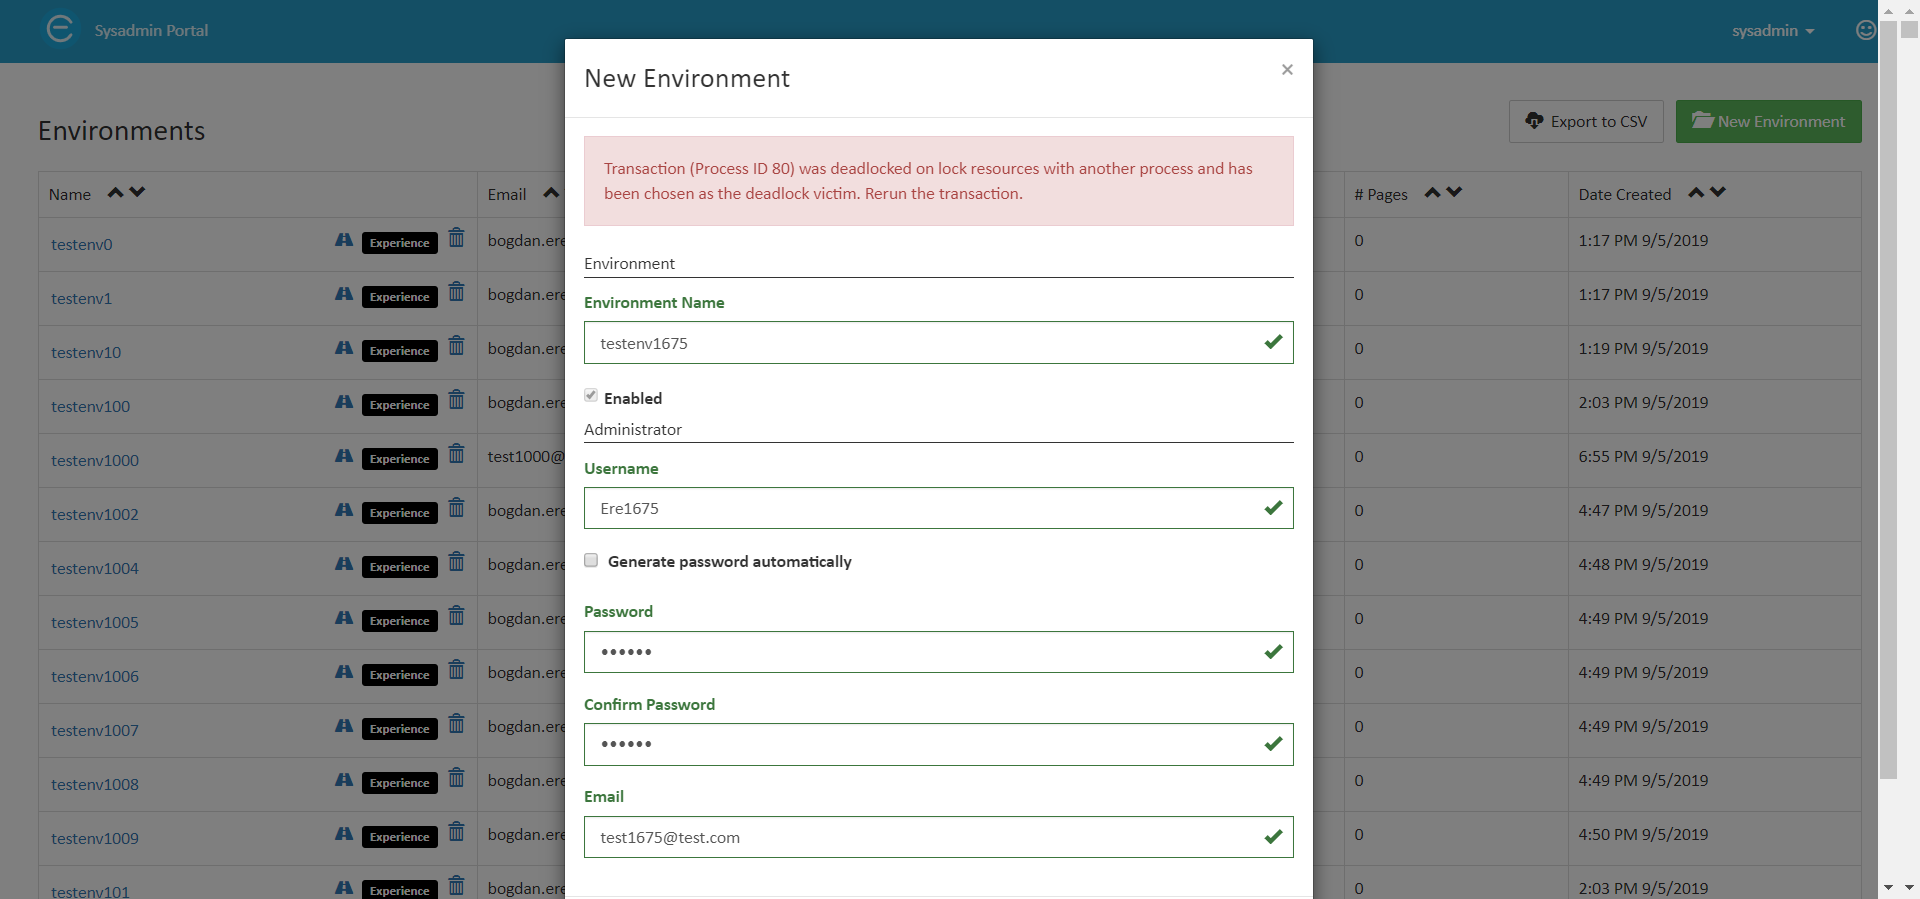 Sysadmin Portal
sysadmin
New Environment
×
Environments
Export to CSV
New Environment
Transaction (Process ID 80) was deadlocked on lock resources with another process and has
been chosen as the deadlock victim. Rerun the transaction.
Name
Email
# Pages
Date Created
testenv0 Experience bogdan.ere 0 1:17 PM 9/5/2019
testenv1 Experience bogdan.ere 0 1:17 PM 9/5/2019
testenv10 Experience bogdan.ere 0 1:19 PM 9/5/2019
testenv100 Experience bogdan.ere 0 2:03 PM 9/5/2019
testenv1000 Experience test1000@ 0 6:55 PM 9/5/2019
testenv1002 Experience bogdan.ere 0 4:47 PM 9/5/2019
testenv1004 Experience bogdan.ere 0 4:48 PM 9/5/2019
testenv1005 Experience bogdan.ere 0 4:49 PM 9/5/2019
testenv1006 Experience bogdan.ere 0 4:49 PM 9/5/2019
testenv1007 Experience bogdan.ere 0 4:49 PM 9/5/2019
testenv1008 Experience bogdan.ere 0 4:49 PM 9/5/2019
testenv1009 Experience bogdan.ere 0 4:50 PM 9/5/2019
testenv101 Experience bogdan.ere 0 2:03 PM 9/5/2019
Environment
Environment Name
testenv1675
Enabled
Administrator
Username
Ere1675
Generate password automatically
Password
••••••
Confirm Password
••••••
Email
test1675@test.com